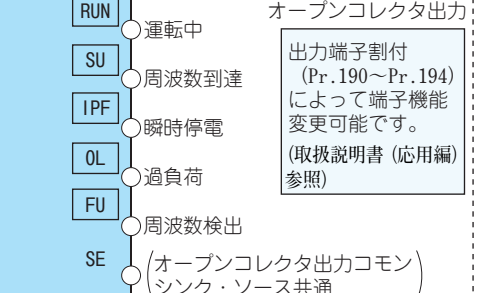 RUN
運転中
SU
周波数到達
IPF
瞬時停電
OL
過負荷
FU
周波数検出
SE
(オープンコレクタ出力コモン
シンク・ソース共通)
オープンコレクタ出力
出力端子割付
(Pr.190～Pr.194)
によって端子機能
変更可能です。
(取扱説明書(応用編)
参照)